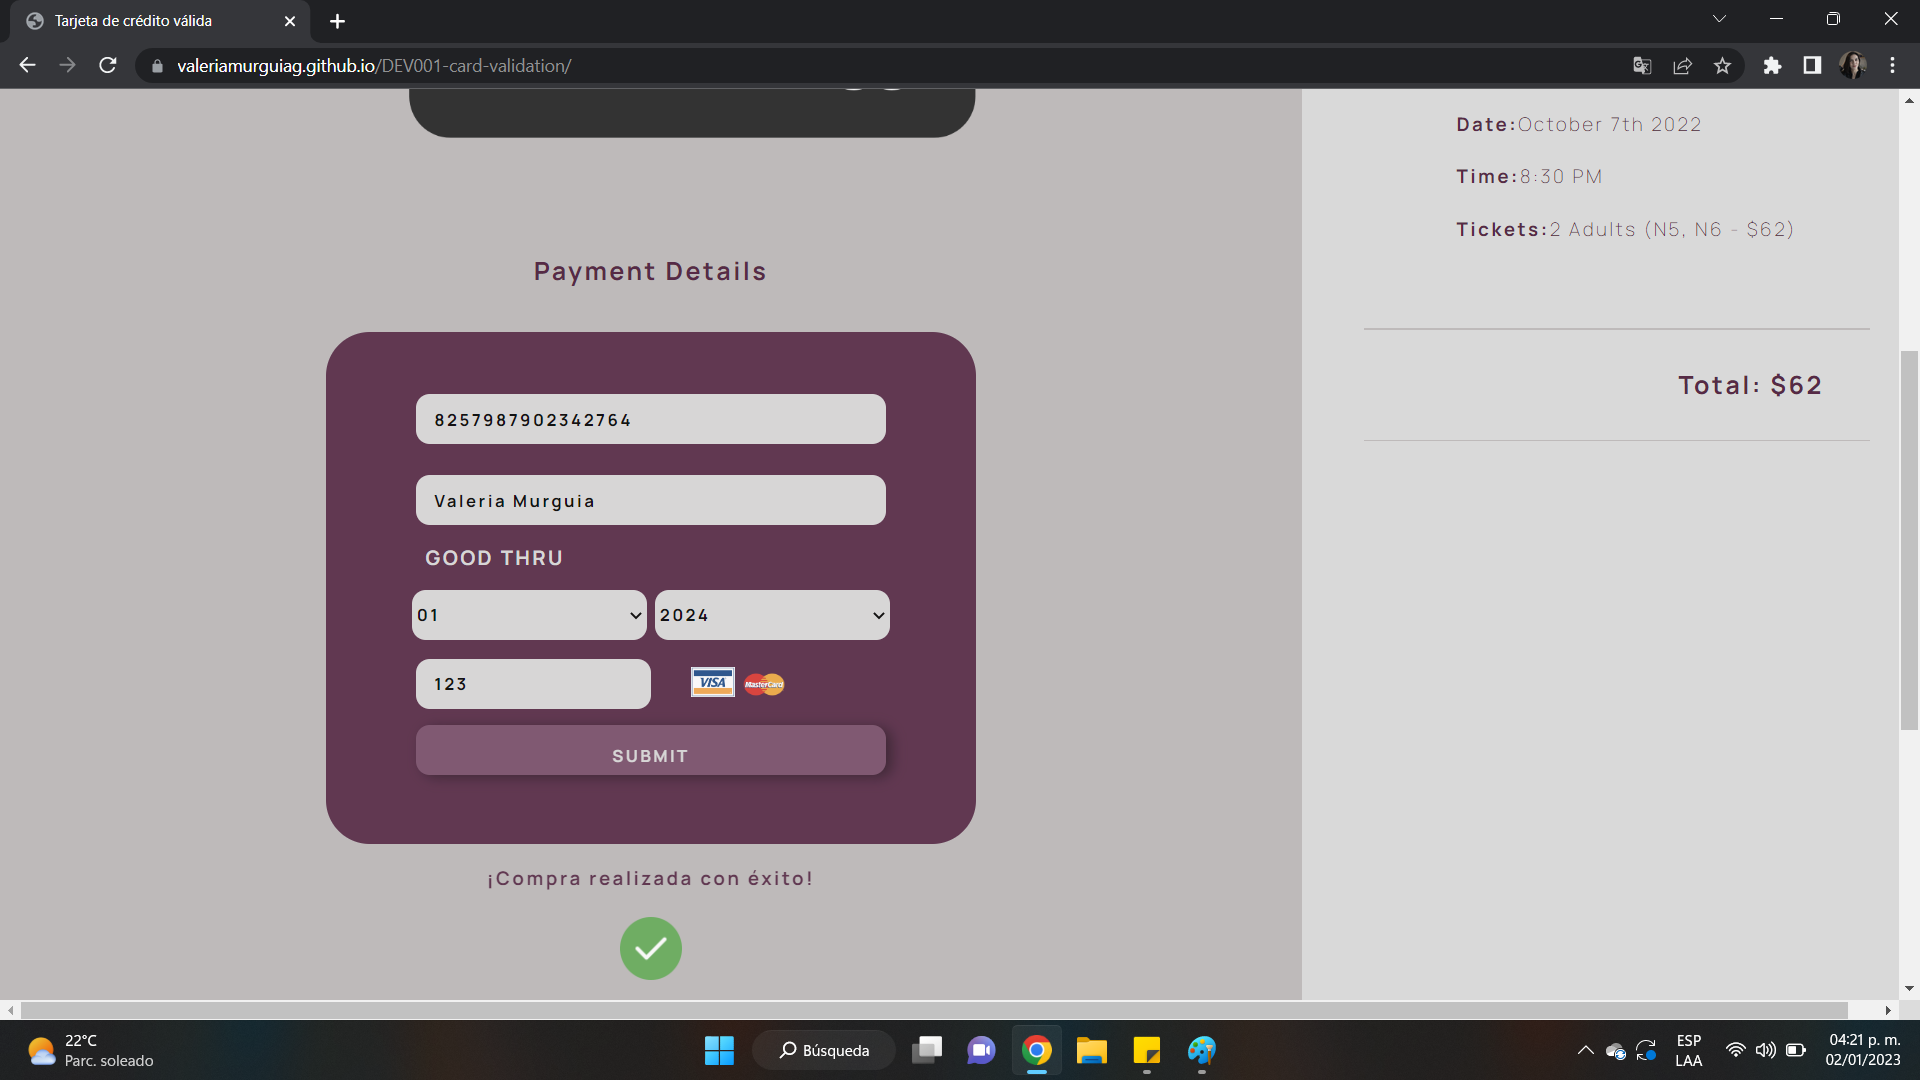 Tarjeta de crédito válida
valeriamurguiag.github.io/DEV001-card-validation/
Date:October 7th 2022
Time:8:30 PM
Tickets:2 Adults (N5, N6 - $62)
Total: $62
Payment Details
8257987902342764
Valeria Murguia
GOOD THRU
01 2024
123
VISA MasterCard
SUBMIT
¡Compra realizada con éxito!
22°C
Parc. soleado
Búsqueda
ESP
LAA
04:21 p. m.
02/01/2023